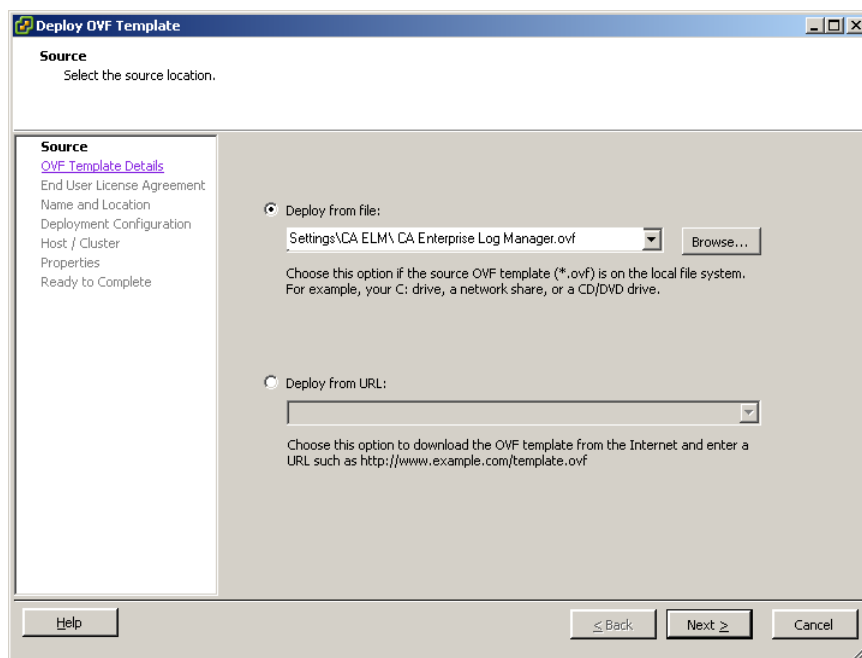 Deploy OVF Template
Source
Select the source location.
Source
OVF Template Details
End User License Agreement
Name and Location
Deployment Configuration
Host / Cluster
Properties
Ready to Complete
Deploy from file:
Settings\CA ELM\ CA Enterprise Log Manager.ovf
Browse...
Choose this option if the source OVF template (*.ovf) is on the local file system.
For example, your C: drive, a network share, or a CD/DVD drive.
Deploy from URL:
Choose this option to download the OVF template from the Internet and enter a
URL such as http://www.example.com/template.ovf
Help
< Back
Next >
Cancel